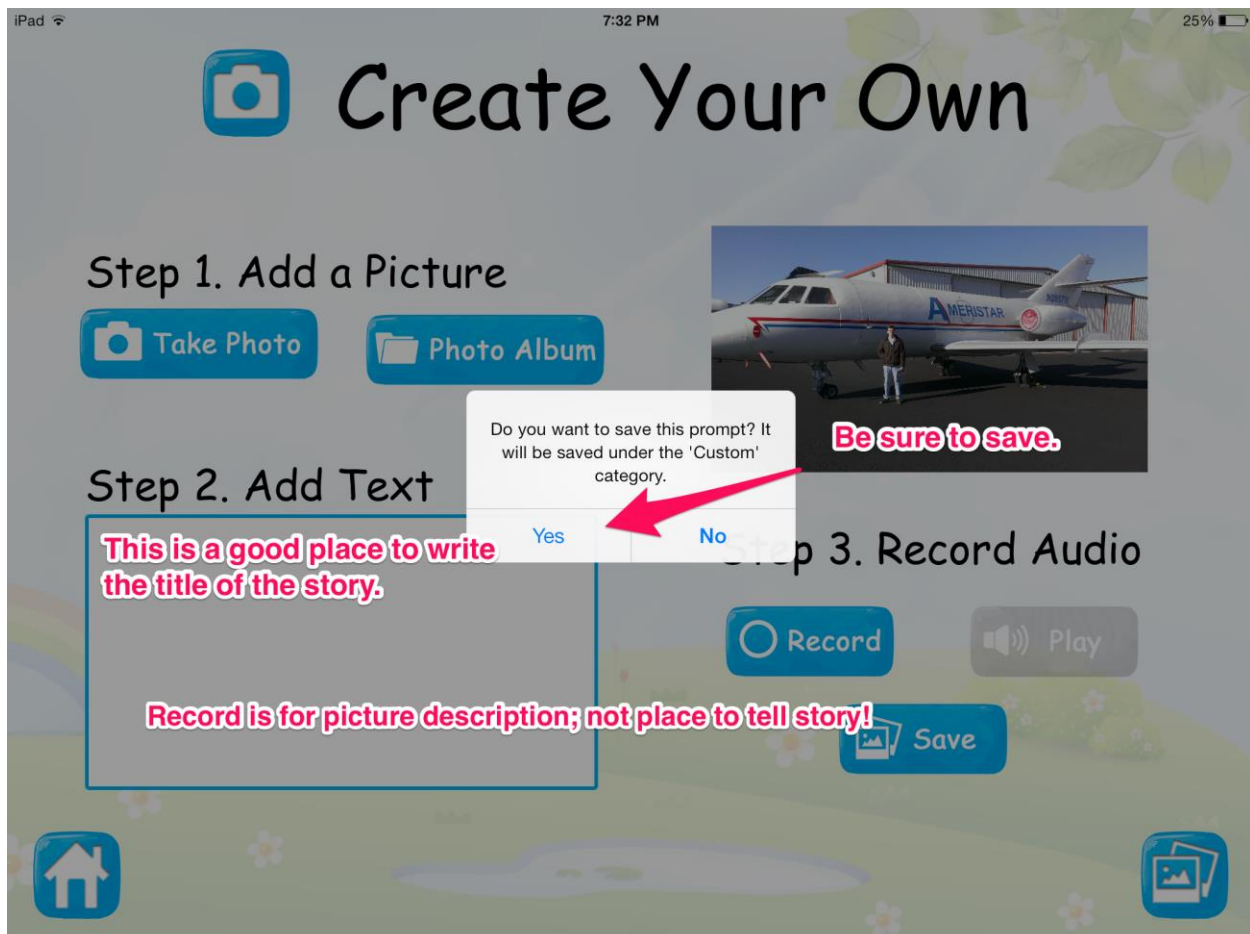 iPad
7:32 PM
25%
Create Your Own
Step 1. Add a Picture
Take Photo
Photo Album
AMERISTAR
Do you want to save this prompt? It
will be saved under the 'Custom'
category.
Yes
No
Be sure to save.
Step 2. Add Text
This is a good place to write
the title of the story.
Step 3. Record Audio
Record
Play
Record is for picture description; not place to tell story!
Save